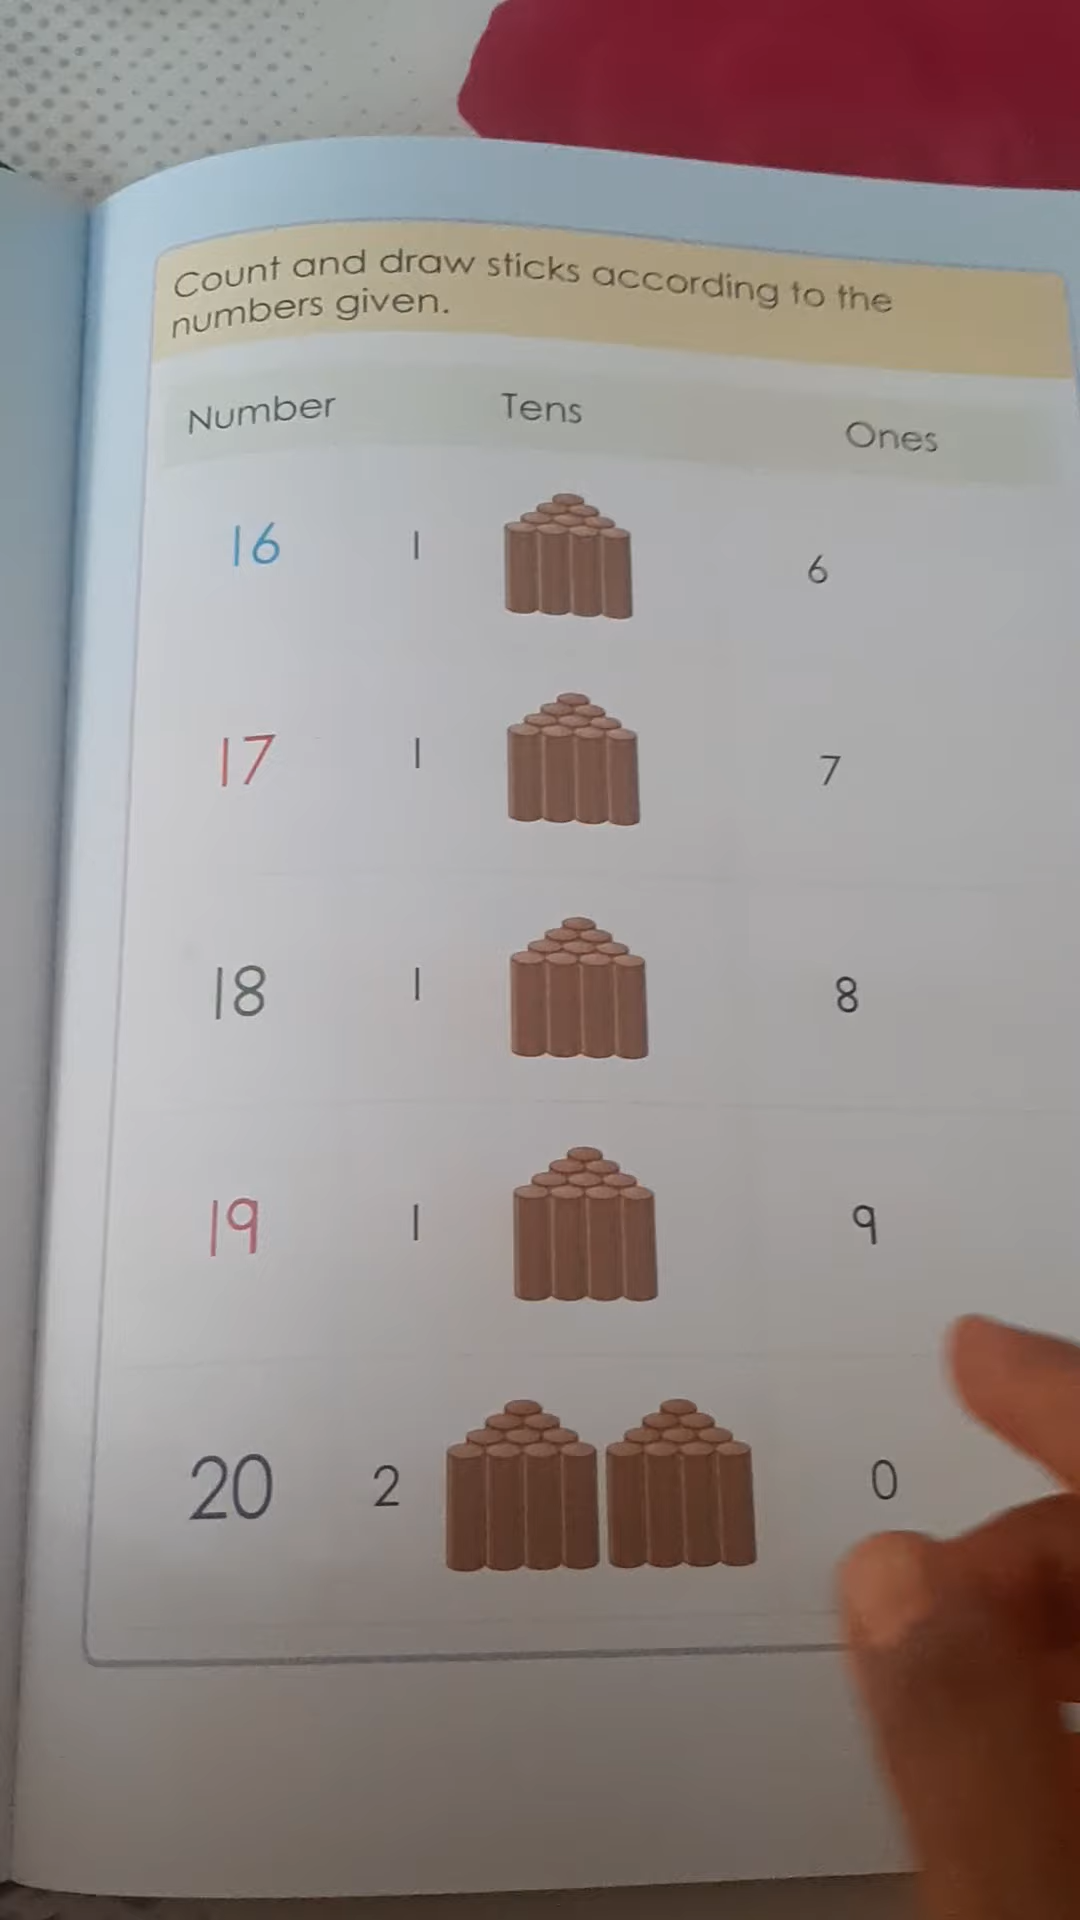 Count and draw sticks according to the
numbers given.
Number Tens Ones
16 1 6
17 1 7
18 1 8
19 1 9
20 2 0